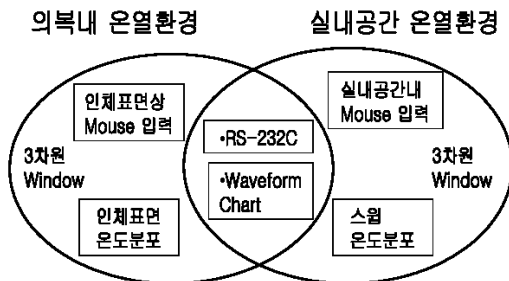 의복내 온열환경
실내공간 온열환경
인체표면상
Mouse 입력
3차원
Window
인체표면
온도분포
•RS-232C
•Waveform
Chart
실내공간내
Mouse 입력
3차원
Window
스윕
온도분포